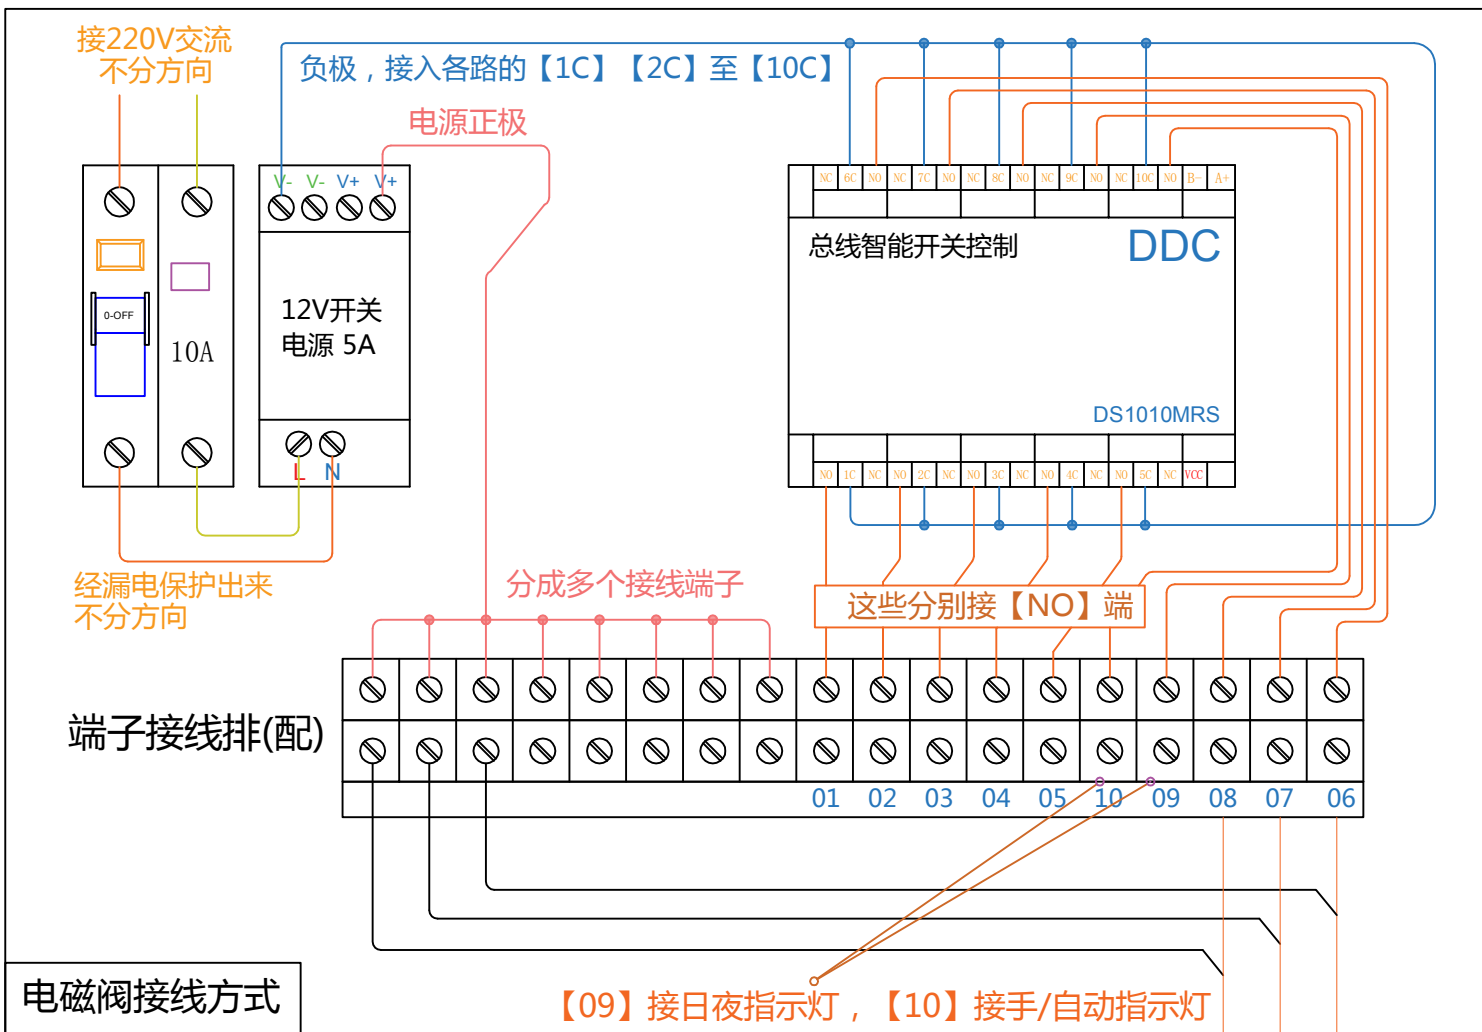 接220V交流
不分方向
负极，接入各路的【1C】【2C】至【10C】
电源正极
V- V- V+ V+
NC 6C NO NC 7C NO NC 8C NO NC 9C NO NC 10C NO B- A+
总线智能开关控制
DDC
0-OFF
10A
12V开关
电源 5A
DS1010MRS
L N
NO 1C NC NO 2C NC NO 3C NC NO 4C NC NO 5C NC VCC
经漏电保护出来
不分方向
分成多个接线端子
这些分别接【NO】端
端子接线排(配)
01 02 03 04 05 10 09 08 07 06
电磁阀接线方式
【09】接日夜指示灯，【10】接手/自动指示灯